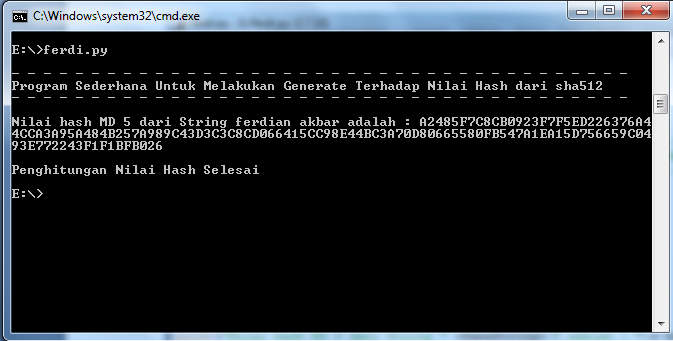 C:\Windows\system32\cmd.exe
E:\>ferdi.py
- - - - - - - - - - - - - - - - - - - - - - - - - - - - - - - - - - - - - -
Program Sederhana Untuk Melakukan Generate Terhadap Nilai Hash dari sha512
- - - - - - - - - - - - - - - - - - - - - - - - - - - - - - - - - - - - - -
Nilai hash MD 5 dari String ferdian akbar adalah : A2485F7C8CB0923F7F5ED226376A4
4CCA3A95A484B257A989C43D3C3C8CD066415CC98E44BC3A70D80665580FB547A1EA15D756659C04
93E772243F1F1BFB026
Penghitungan Nilai Hash Selesai
E:\>